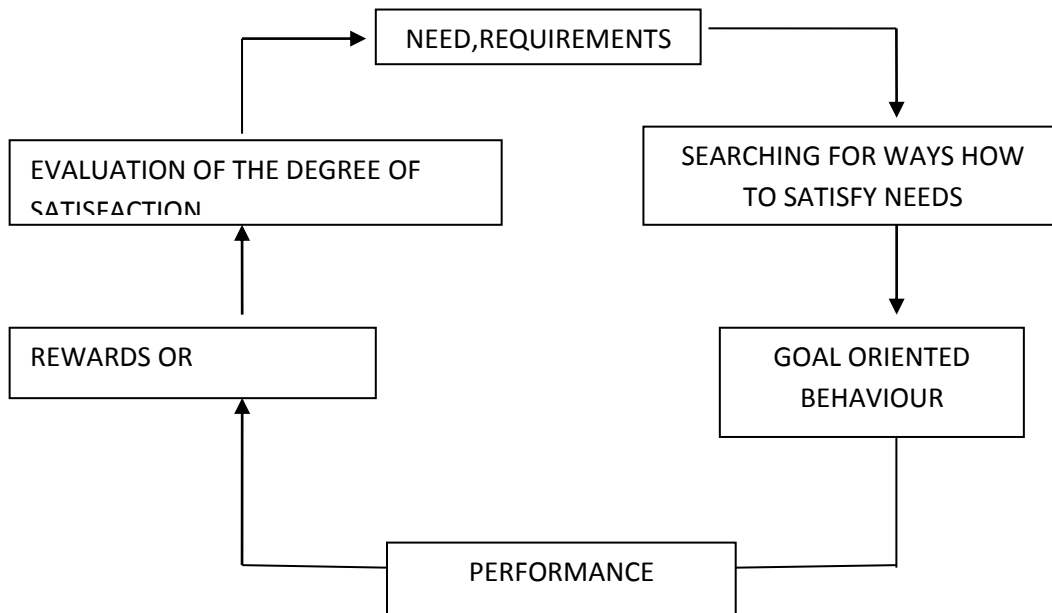 NEED,REQUIREMENTS
SEARCHING FOR WAYS HOW
TO SATISFY NEEDS
GOAL ORIENTED
BEHAVIOUR
PERFORMANCE
REWARDS OR
EVALUATION OF THE DEGREE OF
SATISFACTION